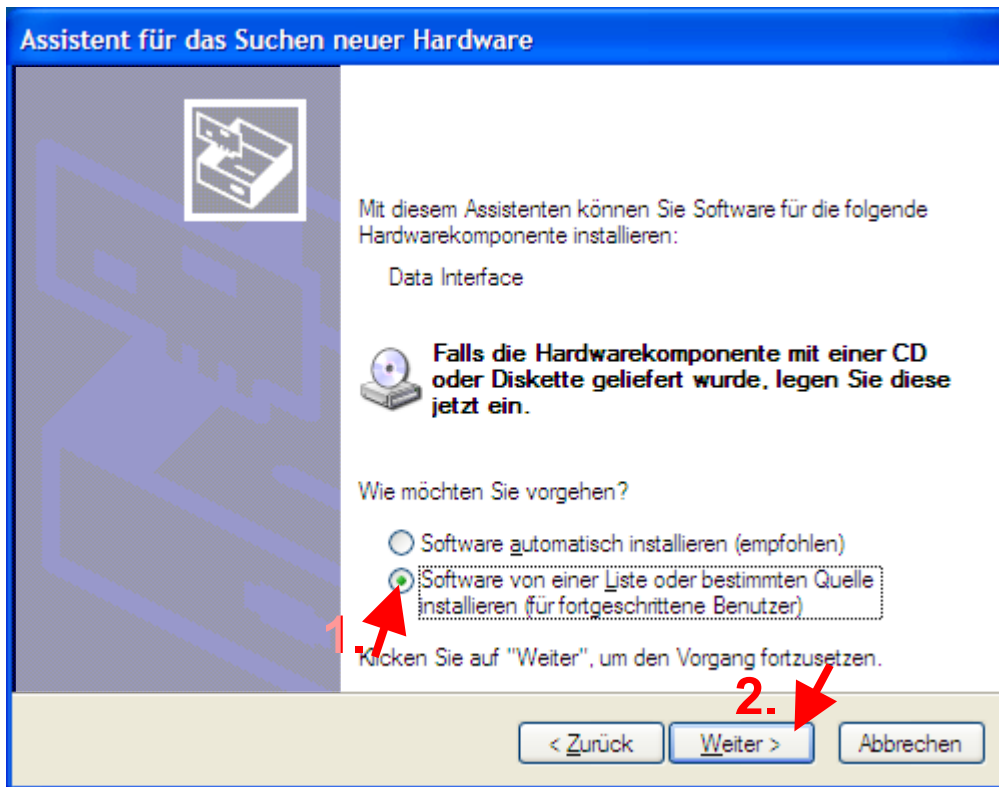 Assistent für das Suchen neuer Hardware
Mit diesem Assistenten können Sie Software für die folgende
Hardwarekomponente installieren:
Data Interface
Falls die Hardwarekomponente mit einer CD
oder Diskette geliefert wurde, legen Sie diese
jetzt ein.
Wie möchten Sie vorgehen?
Software automatisch installieren (empfohlen)
Software von einer Liste oder bestimmten Quelle
installieren (für fortgeschrittene Benutzer)
1.
Klicken Sie auf "Weiter", um den Vorgang fortzusetzen.
2.
< Zurück
Weiter >
Abbrechen